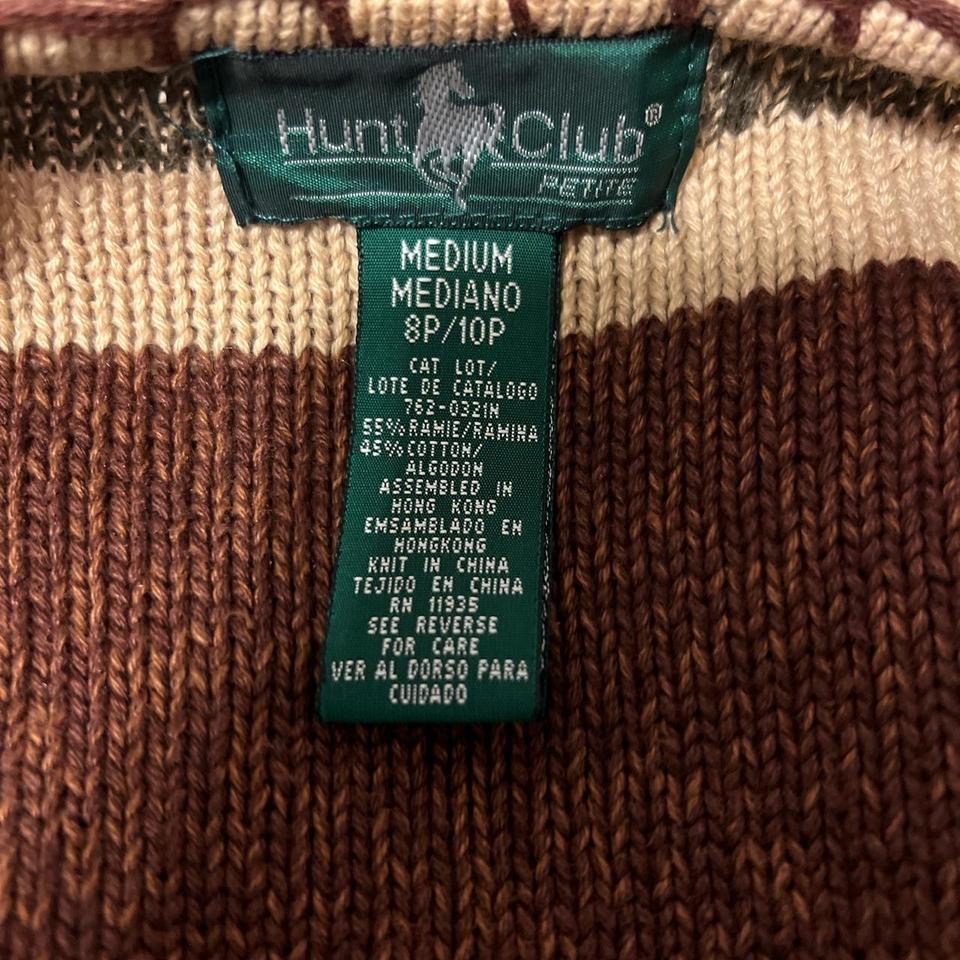 Hunt Club®
PETITE
MEDIUM
MEDIANO
8P/10P
CAT LOT/
LOTE DE CATALOGO
762-0321N
55%RAMIE/RAMINA
45%COTTON/
ALGODON
ASSEMBLED IN
HONG KONG
EMSAMBLADO EN
HONGKONG
KNIT IN CHINA
TEJIDO EN CHINA
RN 11935
SEE REVERSE
FOR CARE
VER AL DORSO PARA
CUIDADO